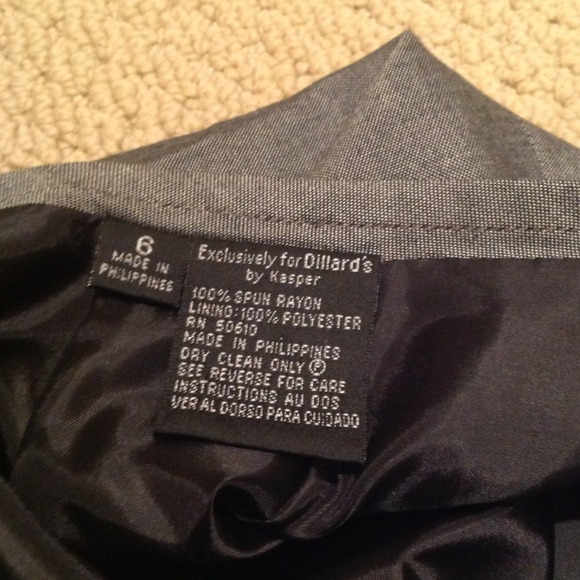 6
MADE IN
PHILIPPINES
Exclusively for Dillard's
by Kasper
100% SPUN RAYON
LINING: 100% POLYESTER
RN 50610
MADE IN PHILIPPINES
DRY CLEAN ONLY Ⓟ
SEE REVERSE FOR CARE
INSTRUCTIONS AU DOS
VER AL DORSO PARA CUIDADO